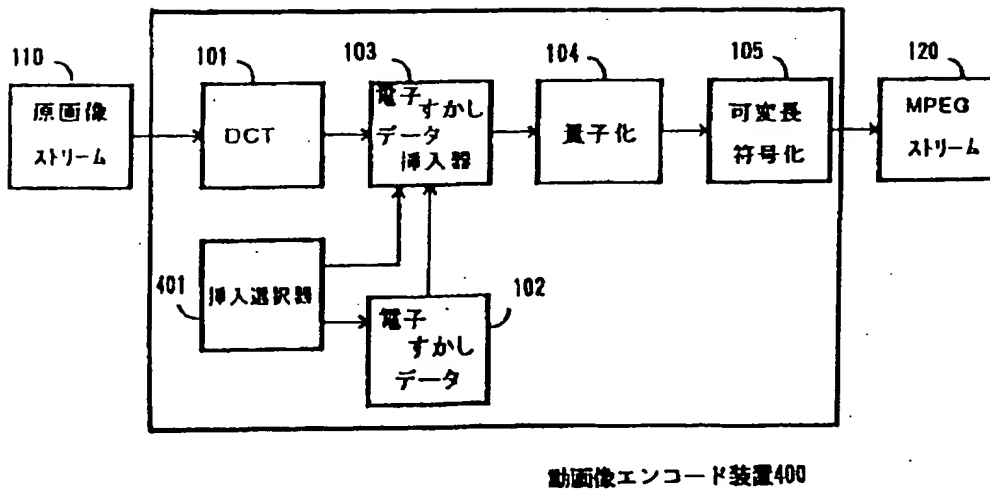 110
原画像
ストリーム
101
DCT
103
電子
すかし
データ
挿入器
104
量子化
105
可変長
符号化
120
MPEG
ストリーム
401
挿入選択器
102
電子
すかし
データ
動画像エンコード装置400